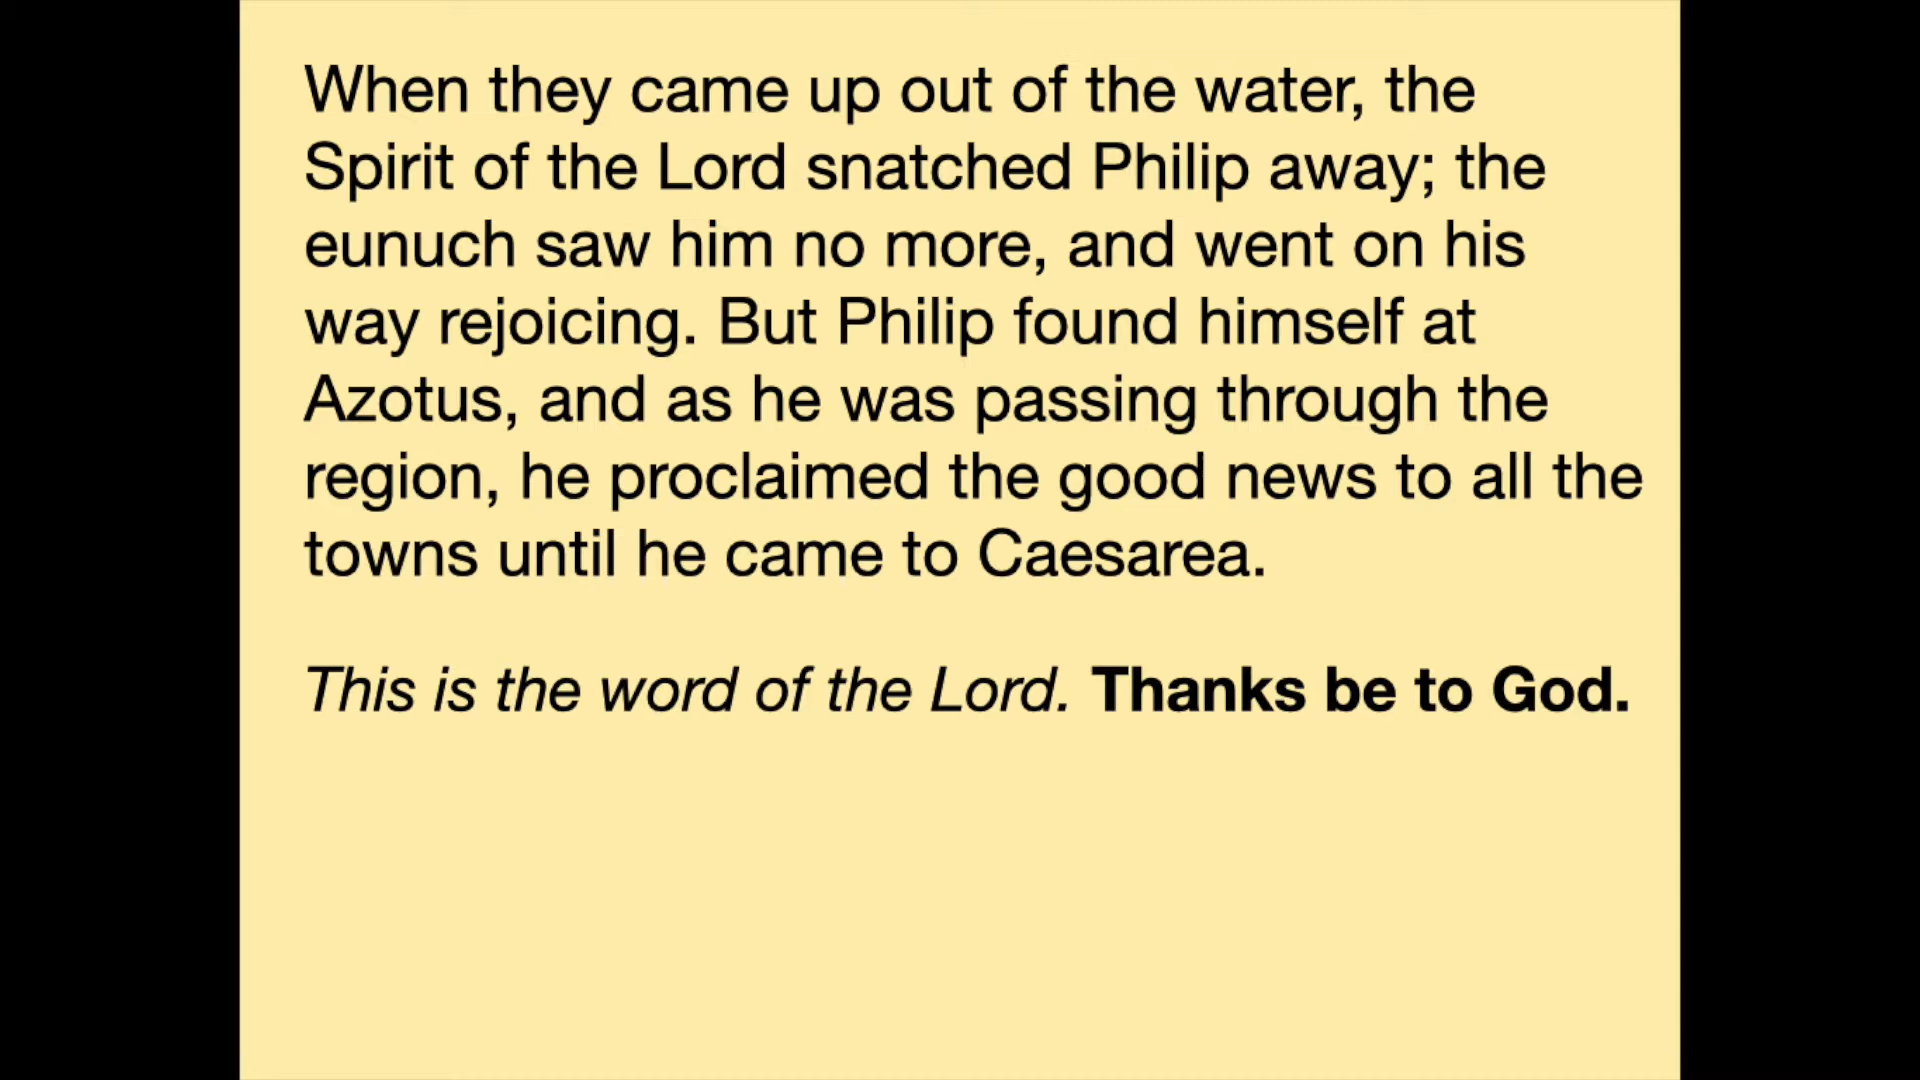 When they came up out of the water, the
Spirit of the Lord snatched Philip away; the
eunuch saw him no more, and went on his
way rejoicing. But Philip found himself at
Azotus, and as he was passing through the
region, he proclaimed the good news to all the
towns until he came to Caesarea.
This is the word of the Lord. Thanks be to God.